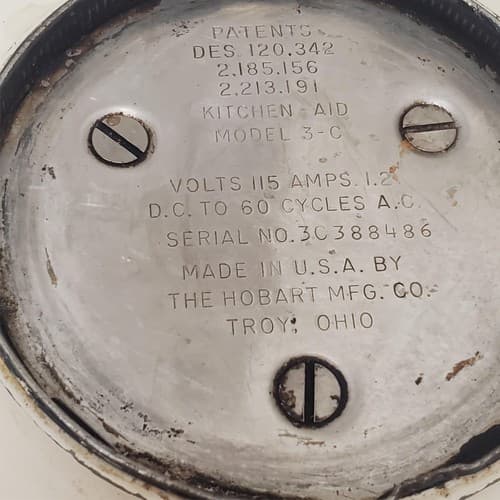 PATENTS
DES. 120.342
2.185.156
2.213.191
KITCHEN-AID
MODEL 3-C
VOLTS 115 AMPS. 1.2
D.C. TO 60 CYCLES A.C.
SERIAL NO. 3C388486
MADE IN U.S.A. BY
THE HOBART MFG. CO.
TROY, OHIO